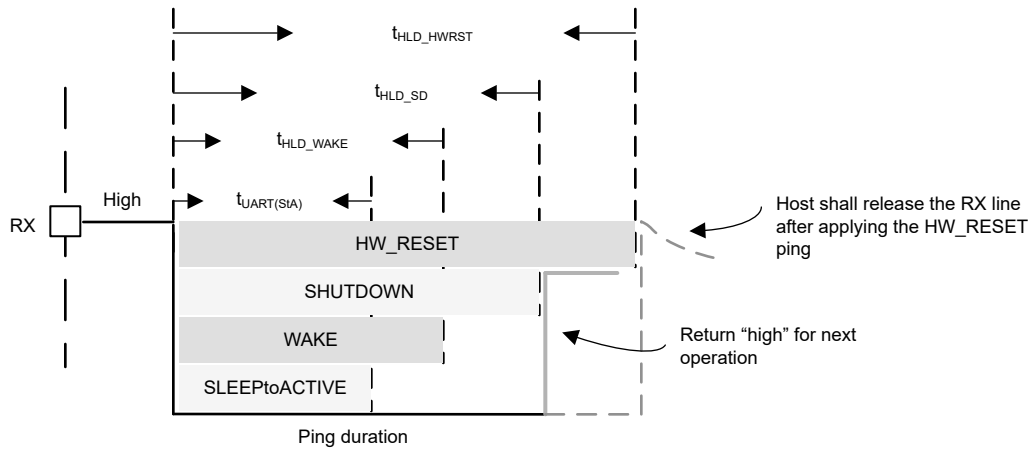 tHLD_HWRST
tHLD_SD
tHLD_WAKE
tUART(StA)
High
RX
HW_RESET
Host shall release the RX line
after applying the HW_RESET
ping
SHUTDOWN
WAKE
Return “high” for next
operation
SLEEPtoACTIVE
Ping duration